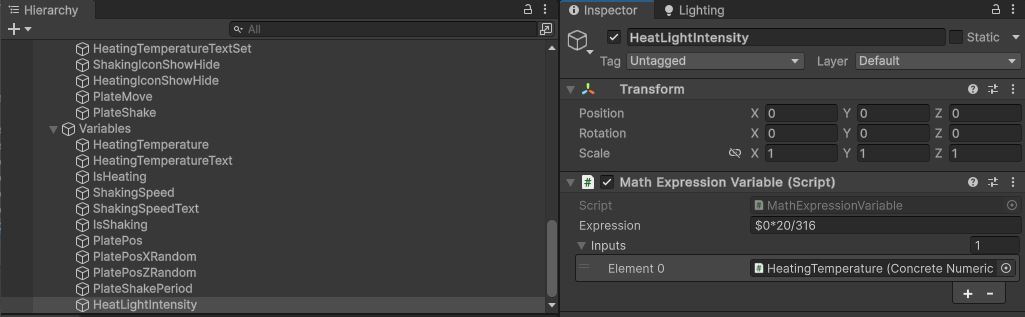 Hierarchy
All
HeatingTemperatureTextSet
ShakingIconShowHide
HeatingIconShowHide
PlateMove
PlateShake
Variables
HeatingTemperature
HeatingTemperatureText
IsHeating
ShakingSpeed
ShakingSpeedText
IsShaking
PlatePos
PlatePosXRandom
PlatePosZRandom
PlateShakePeriod
HeatLightIntensity
Inspector Lighting
HeatLightIntensity Static
Tag Untagged Layer Default
Transform
Position X 0 Y 0 Z 0
Rotation X 0 Y 0 Z 0
Scale X 1 Y 1 Z 1
# Math Expression Variable (Script)
Script # MathExpressionVariable
Expression $0*20/316
Inputs 1
Element 0 # HeatingTemperature (Concrete Numeric
+ -